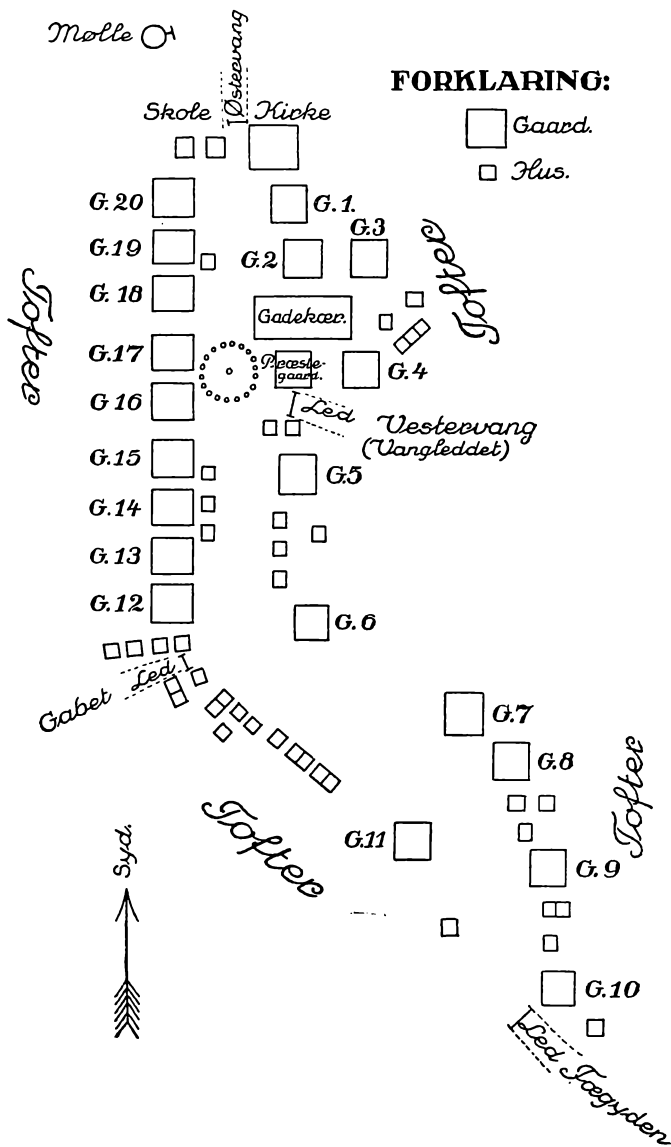 Mølle
Østervang
FORKLARING:
Skole
Kirke
Gaard.
Hus.
G.20
G.1.
G.3
G.19
G.2
Tofter
G.18
Tofter
Gadekær.
G.17
Præste-
gaard.
G.4
G.16
Led
Vestervang
(Vangleddet)
G.15
G.5
G.14
G.13
G.12
G.6
Led
Gabet
G.7
G.8
Tofter
Tofter
G.11
G.9
Syd.
G.10
Led Fægyden